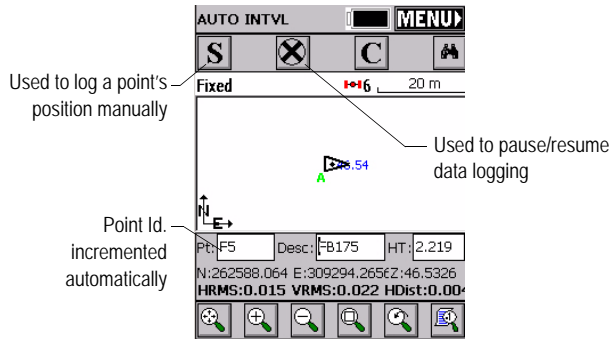 AUTO INTVL
MENU
S
C
Used to log a point's
position manually
Fixed
6
20 m
46.54
A
Used to pause/resume
data logging
N
E
Point Id.
incremented
automatically
Pt: F5 Desc: FB175 HT: 2.219
N:262588.064 E:309294.2656 Z:46.5326
HRMS:0.015 VRMS:0.022 HDist:0.004